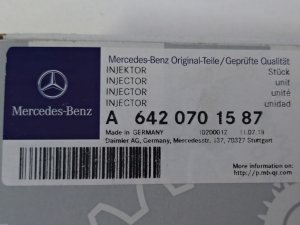 Mercedes-Benz Original-Teile/Geprüfte Qualität
INJEKTOR Stück
INJECTOR unit
INJECTOR unité
INJECTOR unidad
Mercedes-Benz
A 642 070 15 87
Made in GERMANY 11.07.19
Daimler AG, Germany, Mercedesstr. 137, 70327 Stuttgart
More information on:
http://p.mb-qr.com/